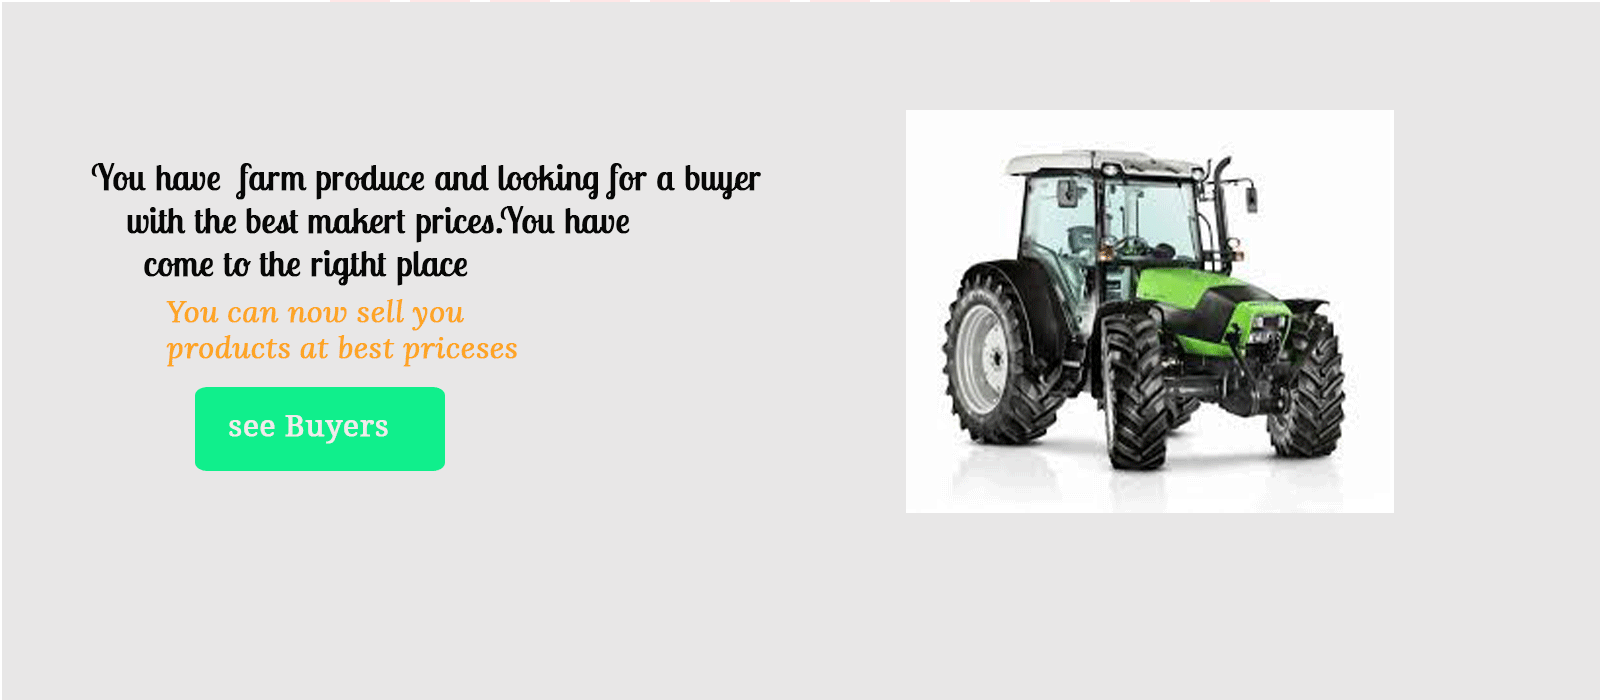 You have farm produce and looking for a buyer
with the best makert prices.You have
come to the rigtht place
You can now sell you
products at best priceses
see Buyers